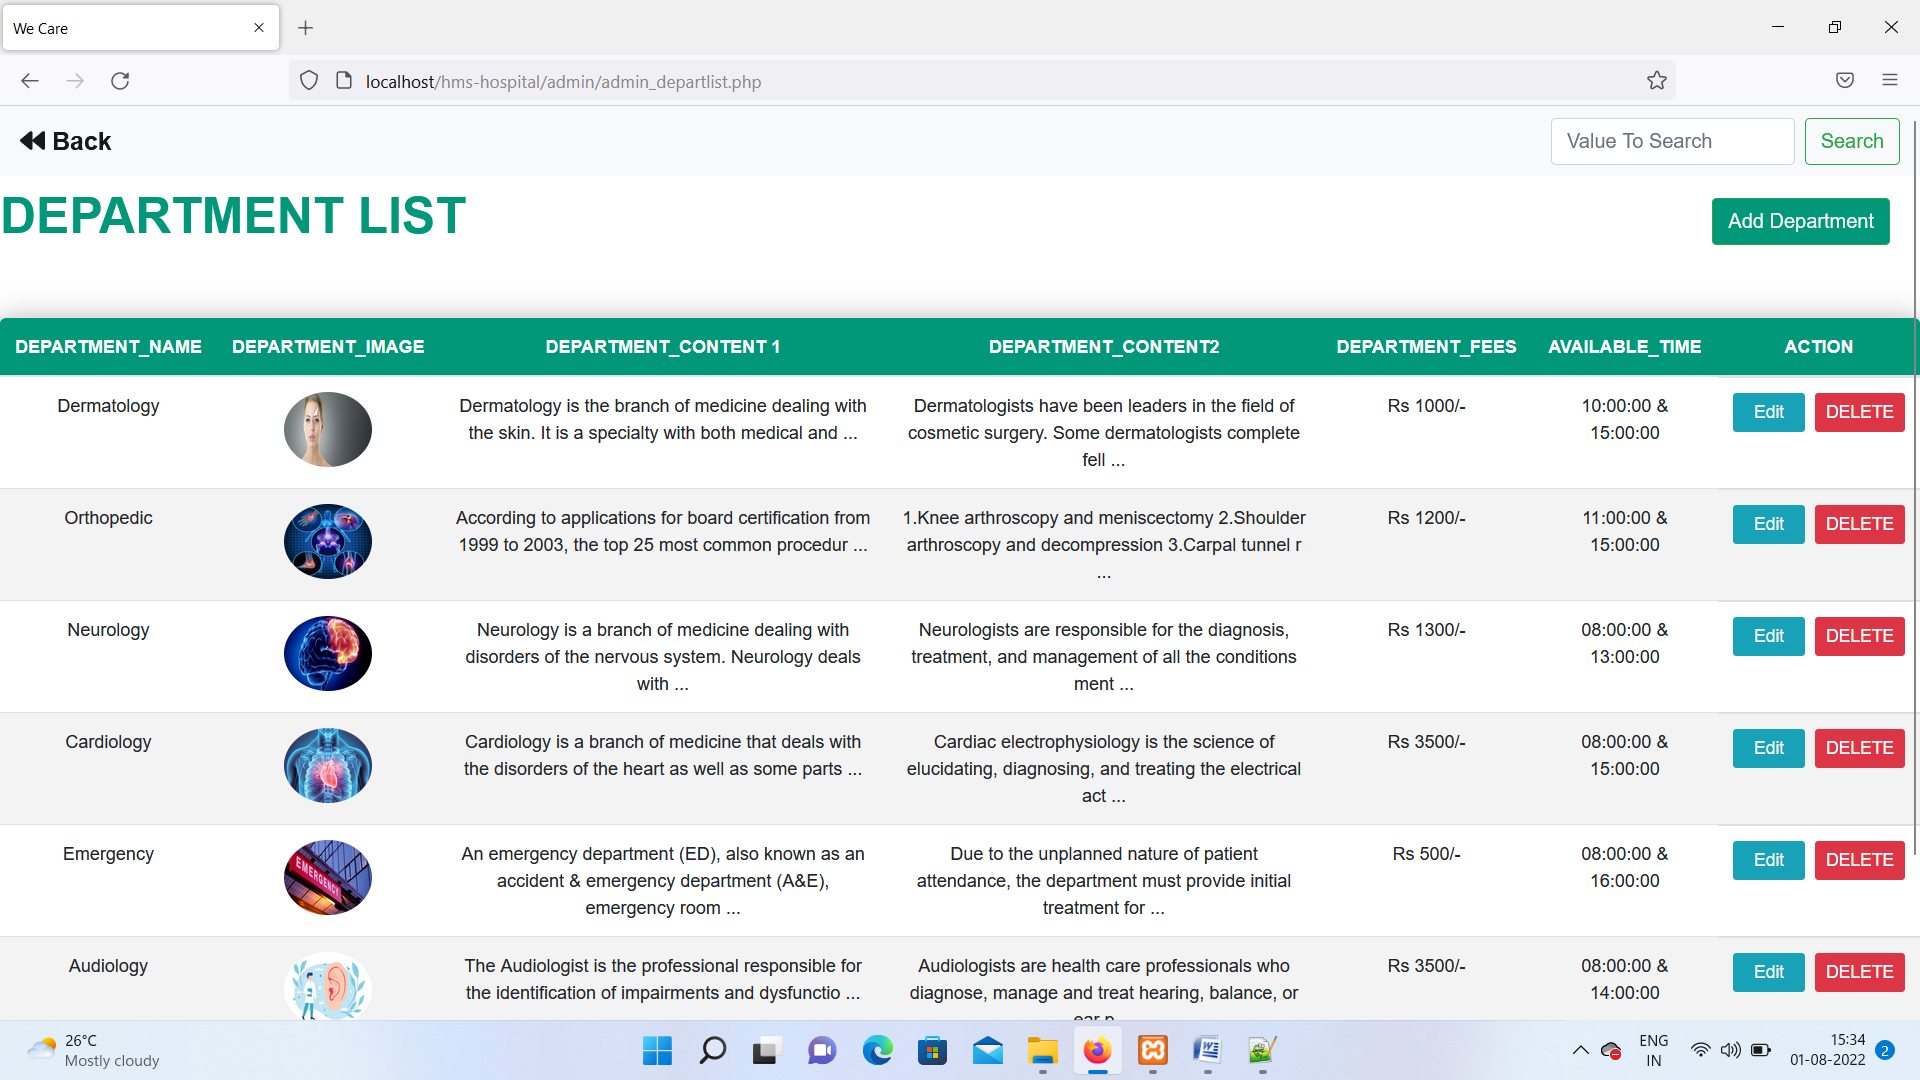 We Care
localhost/hms-hospital/admin/admin_departlist.php
Back
Value To Search
Search
DEPARTMENT LIST
Add Department
DEPARTMENT_NAME DEPARTMENT_IMAGE DEPARTMENT_CONTENT 1 DEPARTMENT_CONTENT2 DEPARTMENT_FEES AVAILABLE_TIME ACTION
Dermatology
Dermatology is the branch of medicine dealing with
the skin. It is a specialty with both medical and ...
Dermatologists have been leaders in the field of
cosmetic surgery. Some dermatologists complete
fell ...
Rs 1000/-
10:00:00 &
15:00:00
Edit DELETE
Orthopedic
According to applications for board certification from
1999 to 2003, the top 25 most common procedur ...
1.Knee arthroscopy and meniscectomy 2.Shoulder
arthroscopy and decompression 3.Carpal tunnel r
...
Rs 1200/-
11:00:00 &
15:00:00
Edit DELETE
Neurology
Neurology is a branch of medicine dealing with
disorders of the nervous system. Neurology deals
with ...
Neurologists are responsible for the diagnosis,
treatment, and management of all the conditions
ment ...
Rs 1300/-
08:00:00 &
13:00:00
Edit DELETE
Cardiology
Cardiology is a branch of medicine that deals with
the disorders of the heart as well as some parts ...
Cardiac electrophysiology is the science of
elucidating, diagnosing, and treating the electrical
act ...
Rs 3500/-
08:00:00 &
15:00:00
Edit DELETE
Emergency
EMERGENCY
An emergency department (ED), also known as an
accident & emergency department (A&E),
emergency room ...
Due to the unplanned nature of patient
attendance, the department must provide initial
treatment for ...
Rs 500/-
08:00:00 &
16:00:00
Edit DELETE
Audiology
The Audiologist is the professional responsible for
the identification of impairments and dysfunctio ...
Audiologists are health care professionals who
diagnose, manage and treat hearing, balance, or
ear p
Rs 3500/-
08:00:00 &
14:00:00
Edit DELETE
26°C
Mostly cloudy
ENG
IN
15:34
01-08-2022
2